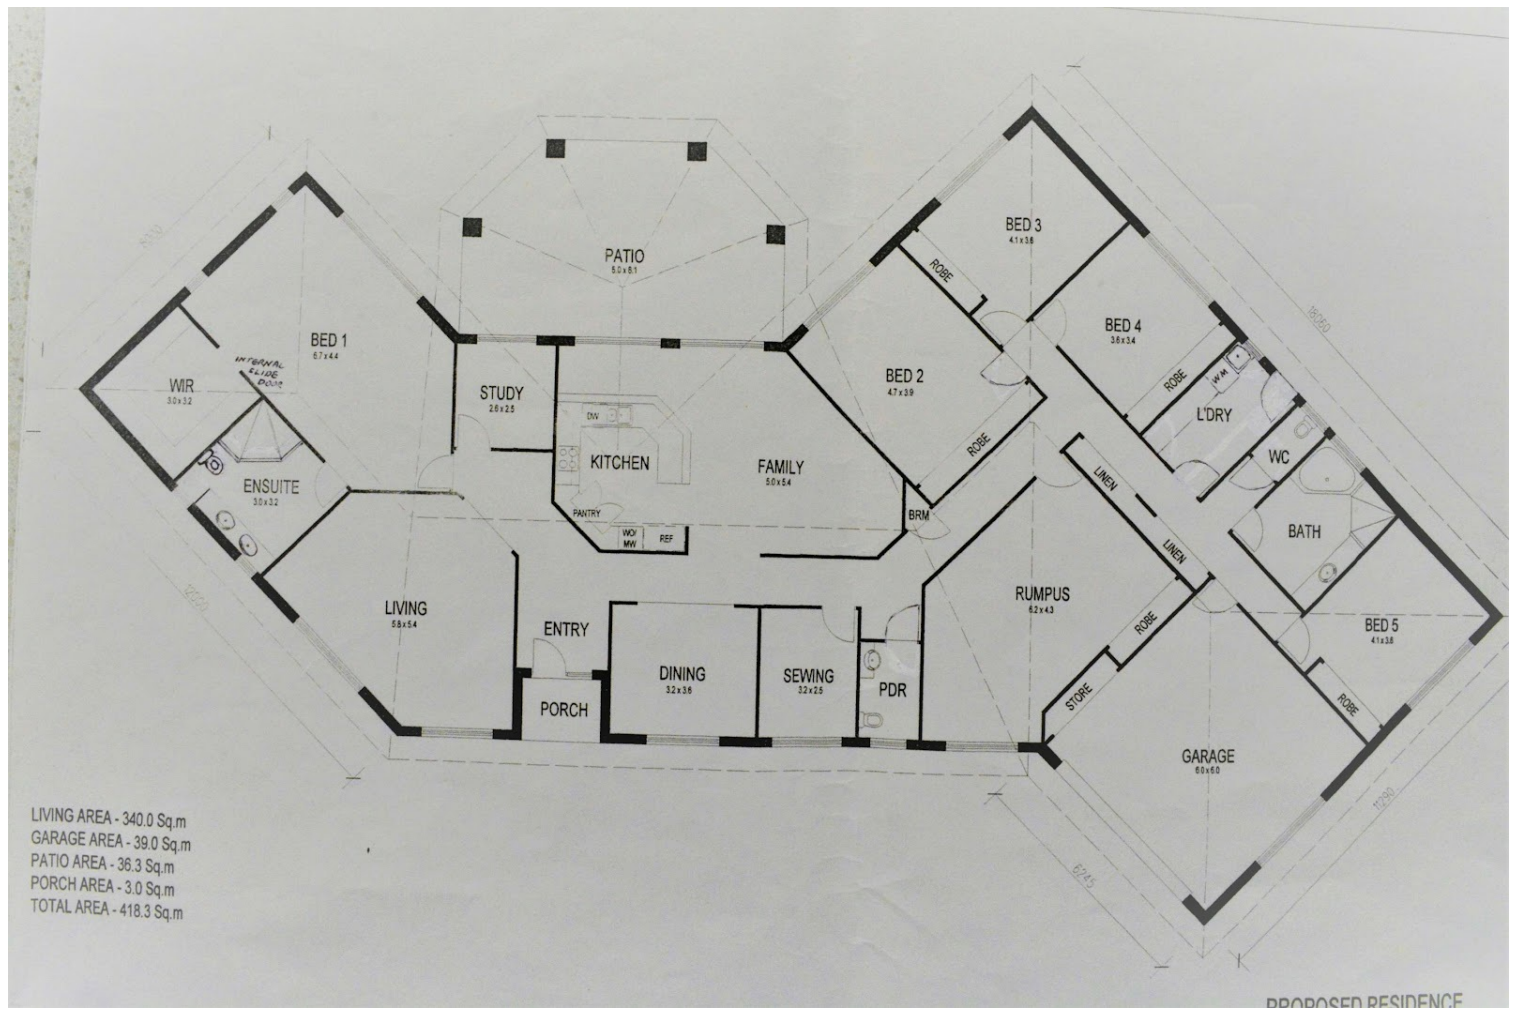 BED 3
4.1 x 3.6
ROBE
PATIO
6.0 x 6.1
18060
BED 4
3.6 x 3.4
ROBE
BED 1
6.7 x 4.4
INTERNAL
SLIDE
DOOR
WIR
3.0 x 3.2
STUDY
2.6 x 2.5
BED 2
4.7 x 3.9
ROBE
WM
L'DRY
WC
DW
KITCHEN
PANTRY
WO/
MW
REF
FAMILY
5.0 x 5.4
BRM
LINEN
LINEN
BATH
ENSUITE
3.0 x 3.2
LIVING
5.8 x 5.4
ENTRY
PORCH
DINING
3.2 x 3.6
SEWING
3.2 x 2.5
PDR
RUMPUS
6.2 x 4.3
ROBE
STORE
BED 5
4.1 x 3.6
ROBE
GARAGE
6.0 x 6.0
11290
6245
LIVING AREA - 340.0 Sq.m
GARAGE AREA - 39.0 Sq.m
PATIO AREA - 36.3 Sq.m
PORCH AREA - 3.0 Sq.m
TOTAL AREA - 418.3 Sq.m
PROPOSED RESIDENCE